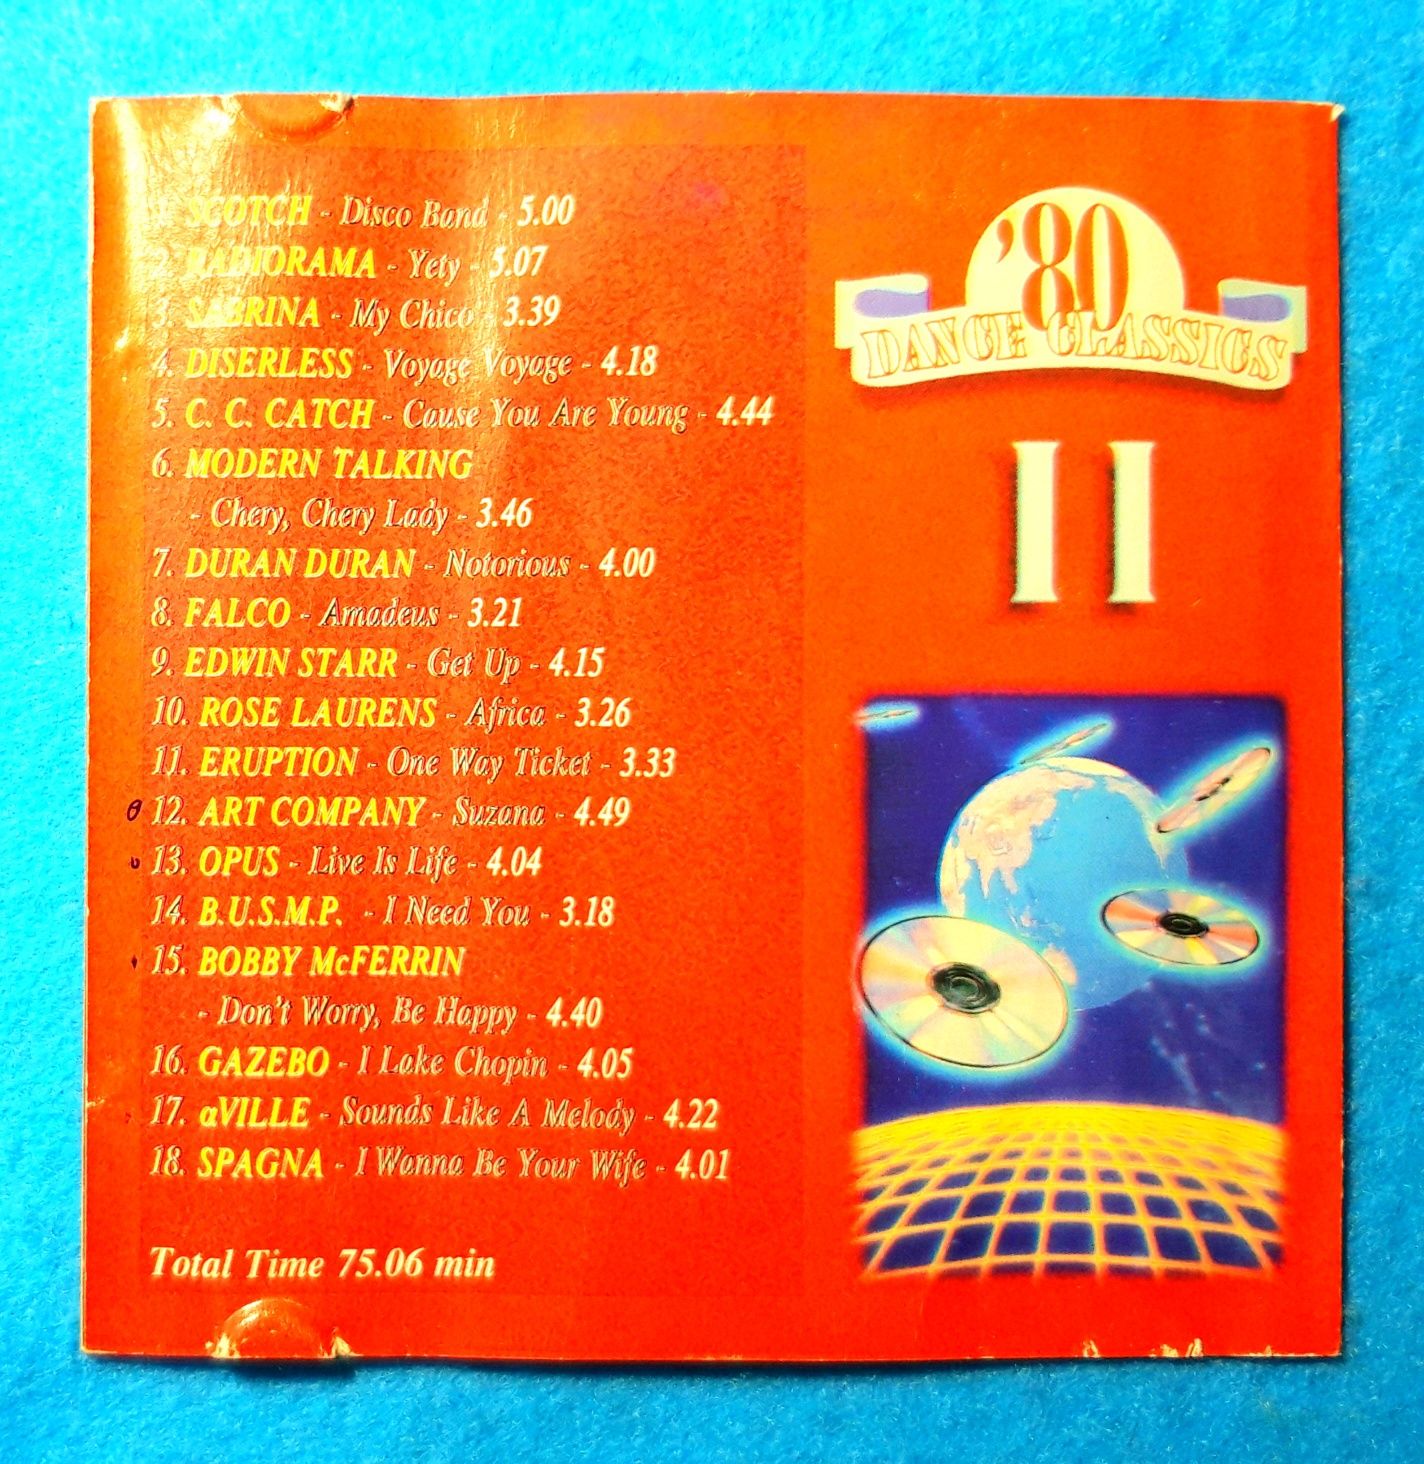 1. SCOTCH - Disco Band - 5.00
2. RADIORAMA - Yety - 5.07
3. SABRINA - My Chico - 3.39
4. DISERLESS - Voyage Voyage - 4.18
5. C. C. CATCH - Cause You Are Young - 4.44
6. MODERN TALKING
- Chery, Chery Lady - 3.46
7. DURAN DURAN - Notorious - 4.00
8. FALCO - Amadeus - 3.21
9. EDWIN STARR - Get Up - 4.15
10. ROSE LAURENS - Africa - 3.26
11. ERUPTION - One Way Ticket - 3.33
12. ART COMPANY - Suzana - 4.49
13. OPUS - Live Is Life - 4.04
14. B.U.S.M.P. - I Need You - 3.18
15. BOBBY McFERRIN
- Don't Worry, Be Happy - 4.40
16. GAZEBO - I Lake Chopin - 4.05
17. αVILLE - Sounds Like A Melody - 4.22
18. SPAGNA - I Wanna Be Your Wife - 4.01
Total Time 75.06 min
'80
DANCE CLASSICS
11